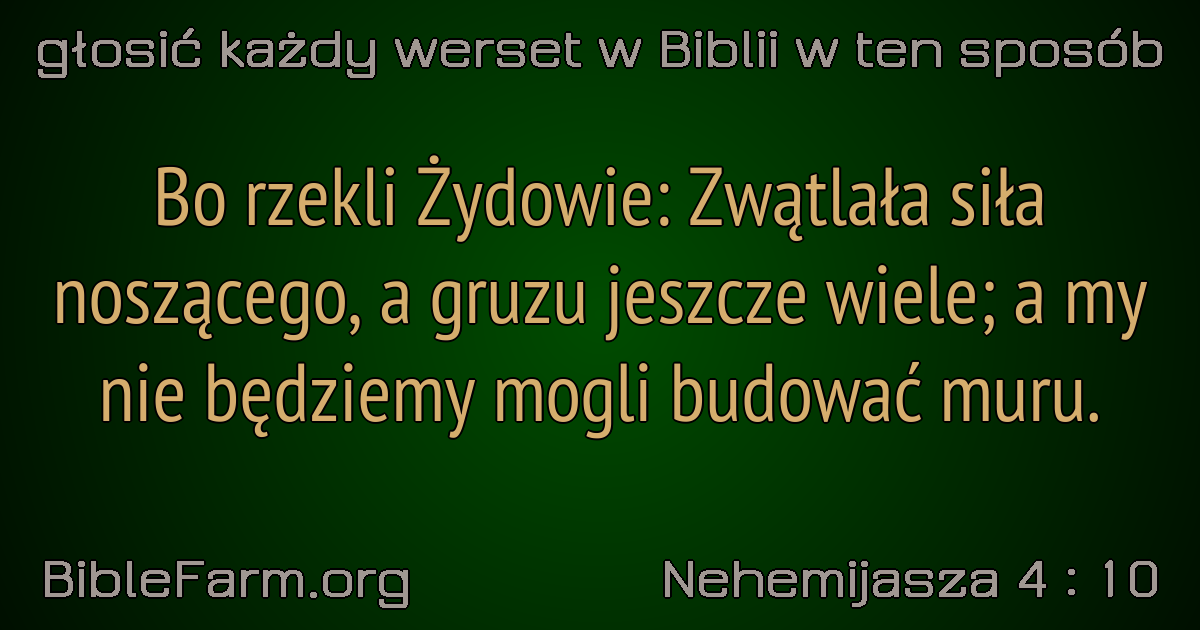 głosić każdy werset w Biblii w ten sposób
Bo rzekli Żydowie: Zwątlała siła
noszącego, a gruzu jeszcze wiele; a my
nie będziemy mogli budować muru.
BibleFarm.org
Nehemijasza 4 : 10